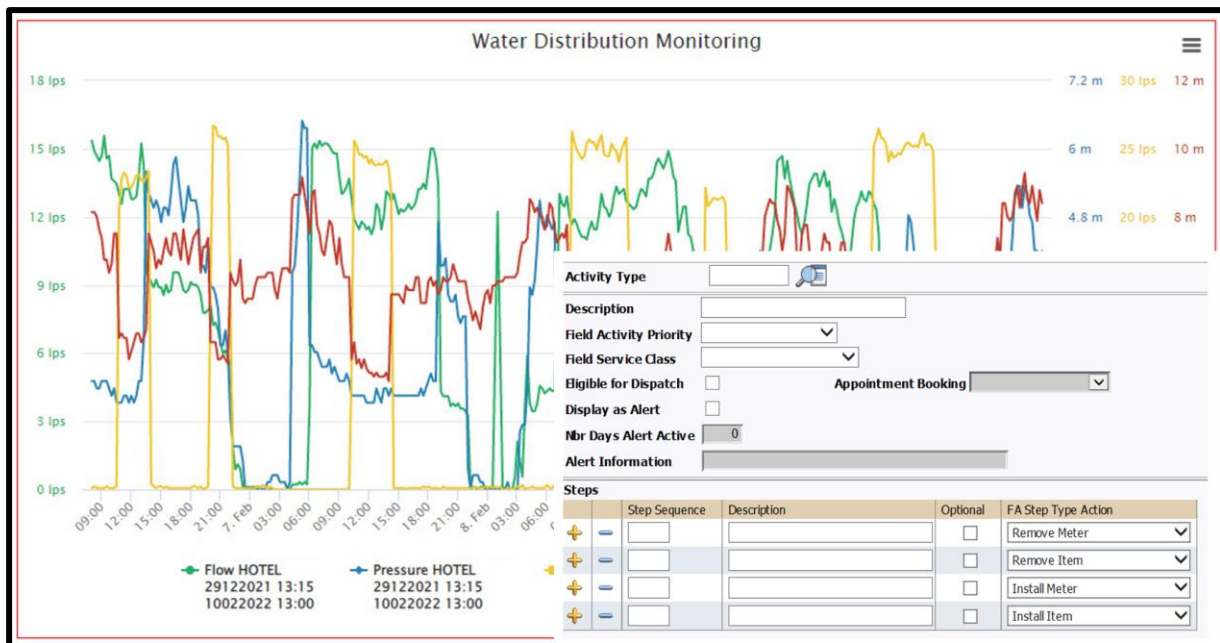 Water Distribution Monitoring
18 lps
15 lps
12 lps
9 lps
6 lps
3 lps
0 lps
7.2 m 30 lps 12 m
6 m 25 lps 10 m
4.8 m 20 lps 8 m
09:00 12:00 15:00 18:00 21:00 7. Feb 03:00 06:00 09:00 12:00 15:00 18:00 21:00 8. Feb 03:00 06:00
Flow HOTEL
29122021 13:15
10022022 13:00
Pressure HOTEL
29122021 13:15
10022022 13:00
Activity Type
Description
Field Activity Priority
Field Service Class
Eligible for Dispatch Appointment Booking
Display as Alert
Nbr Days Alert Active 0
Alert Information
Steps
Step Sequence Description Optional FA Step Type Action
Remove Meter
Remove Item
Install Meter
Install Item